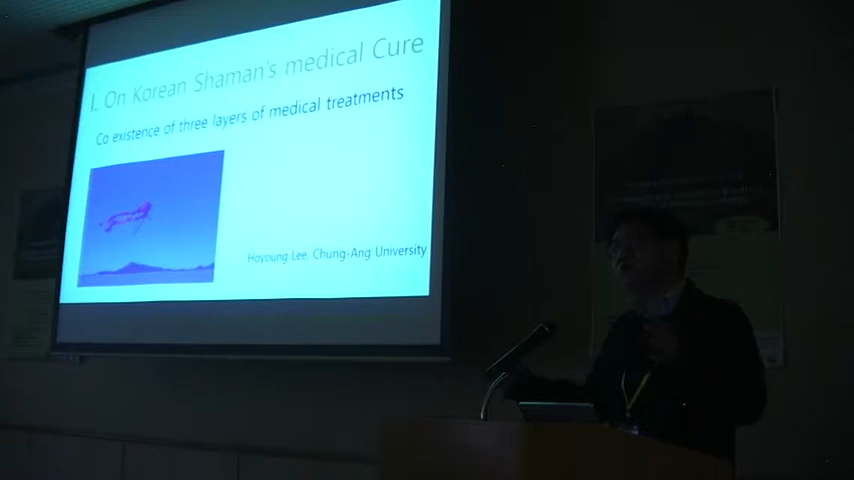 I. On Korean Shaman's medical Cure
Co existence of three layers of medical treatments
Hoyoung Lee, Chung-Ang University